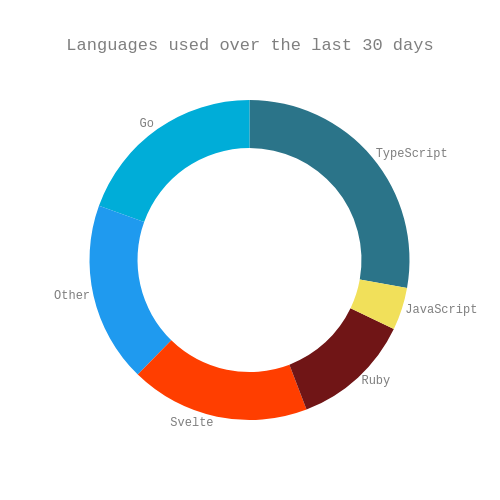 Languages used over the last 30 days
Go
TypeScript
Other
JavaScript
Ruby
Svelte